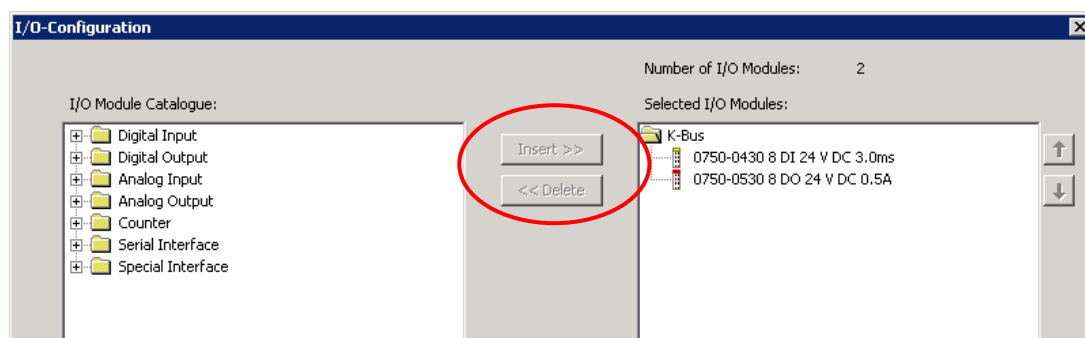 I/O-Configuration
Number of I/O Modules: 2
I/O Module Catalogue:
Selected I/O Modules:
Digital Input
Digital Output
Analog Input
Analog Output
Counter
Serial Interface
Special Interface
Insert >>
<< Delete
K-Bus
0750-0430 8 DI 24 V DC 3.0ms
0750-0530 8 DO 24 V DC 0.5A